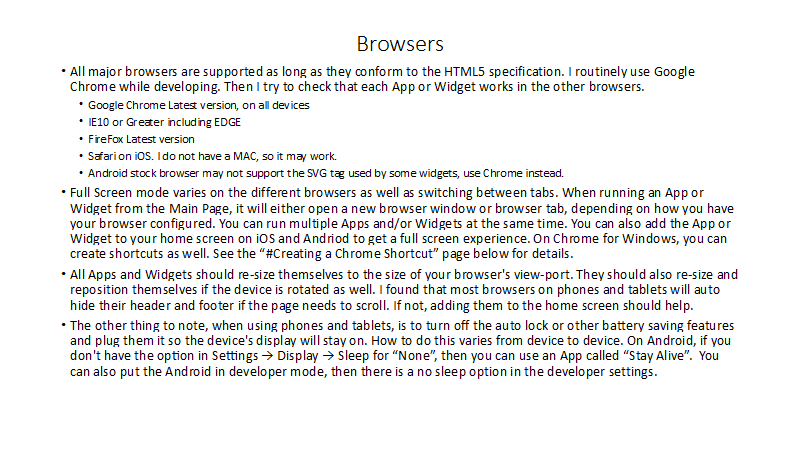 Browsers
• All major browsers are supported as long as they conform to the HTML5 specification. I routinely use Google
Chrome while developing. Then I try to check that each App or Widget works in the other browsers.
• Google Chrome Latest version, on all devices
• IE10 or Greater including EDGE
• FireFox Latest version
• Safari on iOS. I do not have a MAC, so it may work.
• Android stock browser may not support the SVG tag used by some widgets, use Chrome instead.
• Full Screen mode varies on the different browsers as well as switching between tabs. When running an App or
Widget from the Main Page, it will either open a new browser window or browser tab, depending on how you have
your browser configured. You can run multiple Apps and/or Widgets at the same time. You can also add the App or
Widget to your home screen on iOS and Andriod to get a full screen experience. On Chrome for Windows, you can
create shortcuts as well. See the “#Creating a Chrome Shortcut” page below for details.
• All Apps and Widgets should re-size themselves to the size of your browser's view-port. They should also re-size and
reposition themselves if the device is rotated as well. I found that most browsers on phones and tablets will auto
hide their header and footer if the page needs to scroll. If not, adding them to the home screen should help.
• The other thing to note, when using phones and tablets, is to turn off the auto lock or other battery saving features
and plug them it so the device's display will stay on. How to do this varies from device to device. On Android, if you
don't have the option in Settings → Display → Sleep for “None”, then you can use an App called “Stay Alive”. You
can also put the Android in developer mode, then there is a no sleep option in the developer settings.